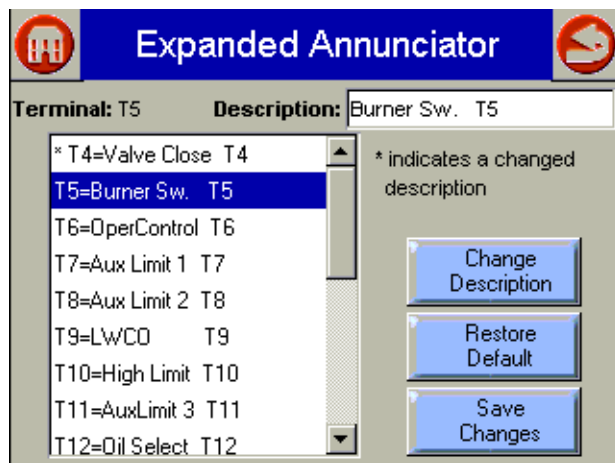 Expanded Annunciator
Terminal: T5 Description: Burner Sw. T5
* T4=Valve Close T4
T5=Burner Sw. T5
T6=OperControl T6
T7=Aux Limit 1 T7
T8=Aux Limit 2 T8
T9=LWCO T9
T10=High Limit T10
T11=AuxLimit 3 T11
T12=Oil Select T12
* indicates a changed
description
Change
Description
Restore
Default
Save
Changes